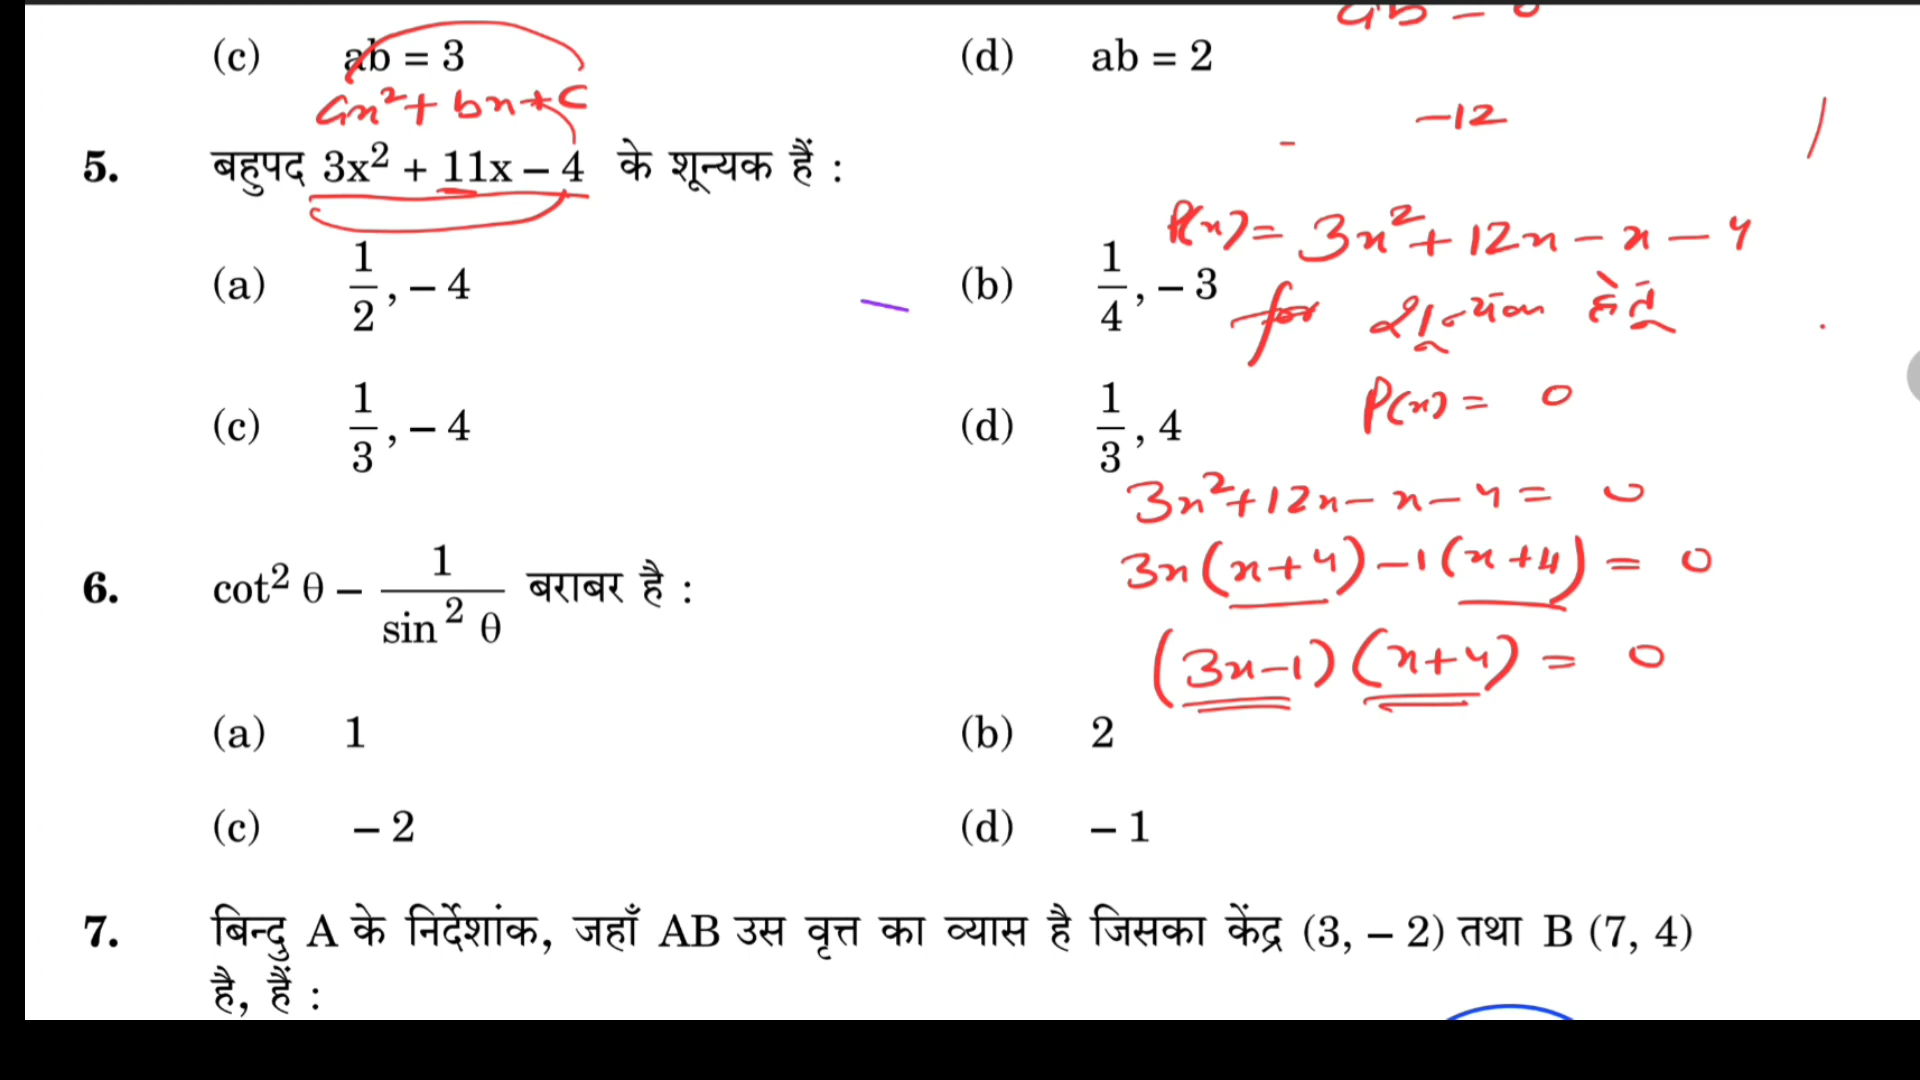 (c) ab = 3 (d) ab = 2
ax² + bx + c
-12
5. बहुपद 3x² + 11x – 4 के शून्यक हैं :
P(x) = 3x² + 12x – x – 4
(a) 1/2, – 4 (b) 1/4, – 3
for शून्यक हेतु
P(x) = 0
(c) 1/3, – 4 (d) 1/3, 4
3x² + 12x – x – 4 = 0
3x(x+4) – 1(x+4) = 0
6. cot² θ – 1/sin² θ बराबर है :
(3x–1)(x+4) = 0
(a) 1 (b) 2
(c) – 2 (d) – 1
7. बिन्दु A के निर्देशांक, जहाँ AB उस वृत्त का व्यास है जिसका केंद्र (3, – 2) तथा B (7, 4)
है, हैं :